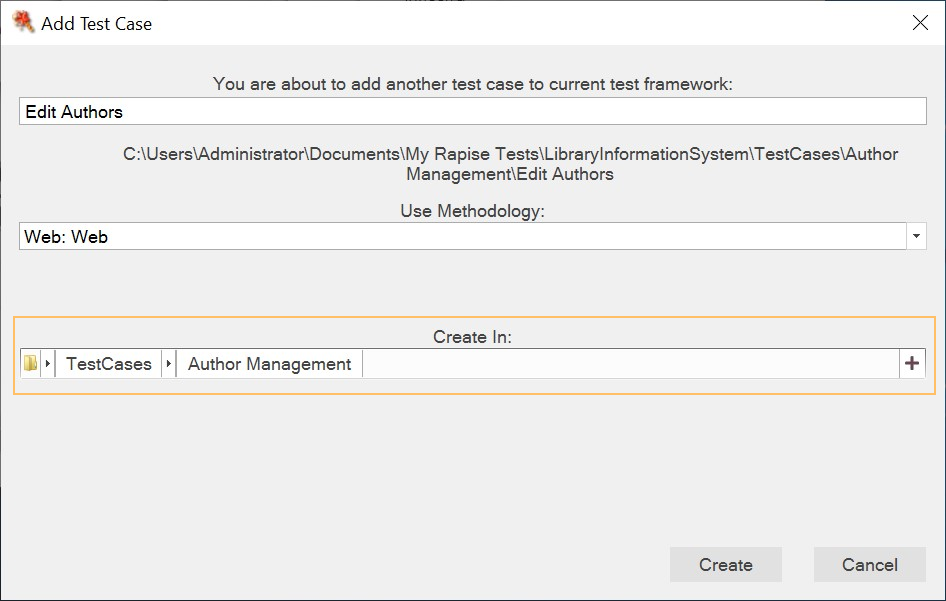 Add Test Case
You are about to add another test case to current test framework:
Edit Authors
C:\Users\Administrator\Documents\My Rapise Tests\LibraryInformationSystem\TestCases\Author
Management\Edit Authors
Use Methodology:
Web: Web
Create In:
TestCases Author Management
Create Cancel